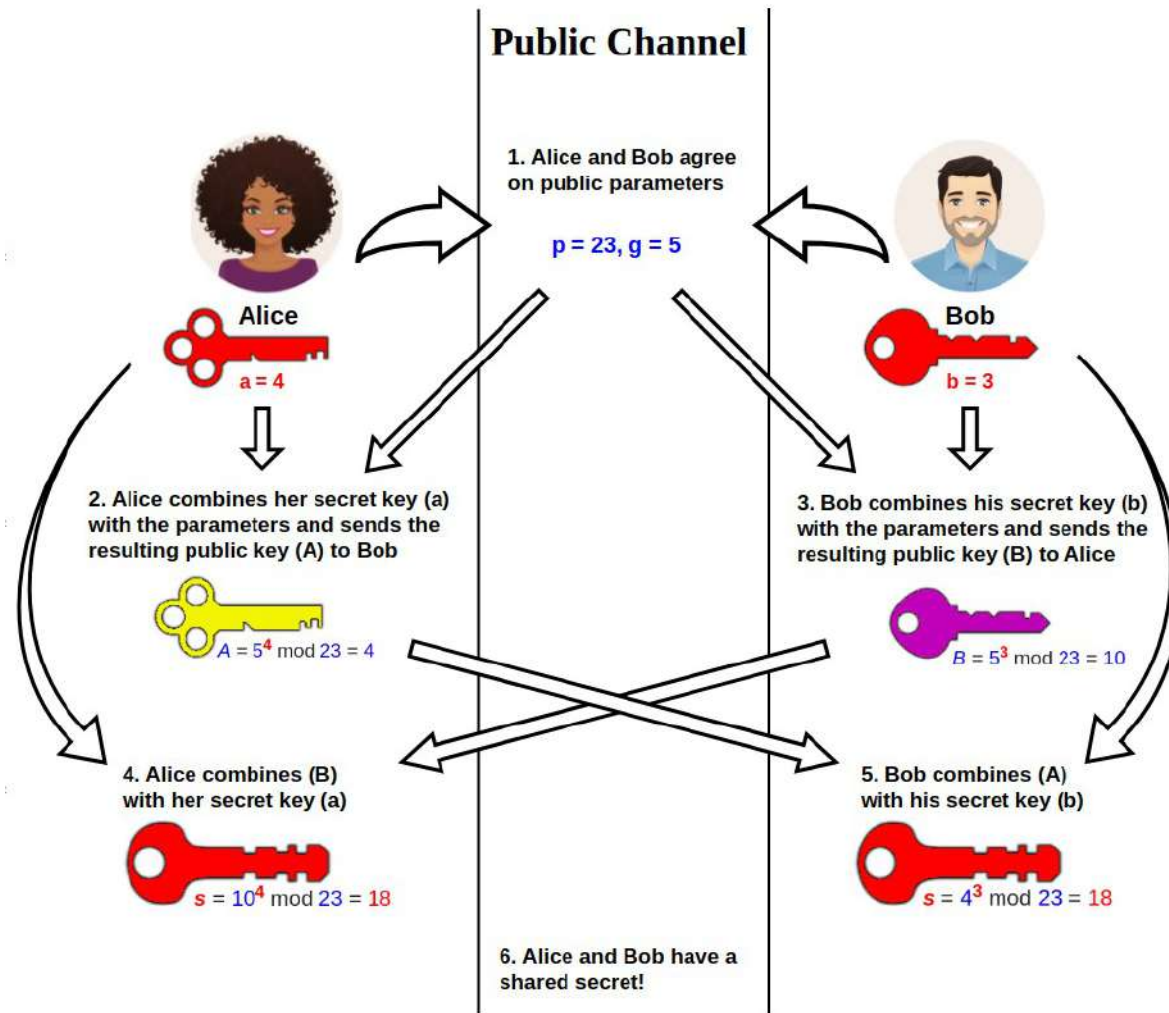 Public Channel
1. Alice and Bob agree
on public parameters
p = 23, g = 5
Alice
a = 4
Bob
b = 3
2. Alice combines her secret key (a)
with the parameters and sends the
resulting public key (A) to Bob
A = 5⁴ mod 23 = 4
3. Bob combines his secret key (b)
with the parameters and sends the
resulting public key (B) to Alice
B = 5³ mod 23 = 10
4. Alice combines (B)
with her secret key (a)
s = 10⁴ mod 23 = 18
5. Bob combines (A)
with his secret key (b)
s = 4³ mod 23 = 18
6. Alice and Bob have a
shared secret!